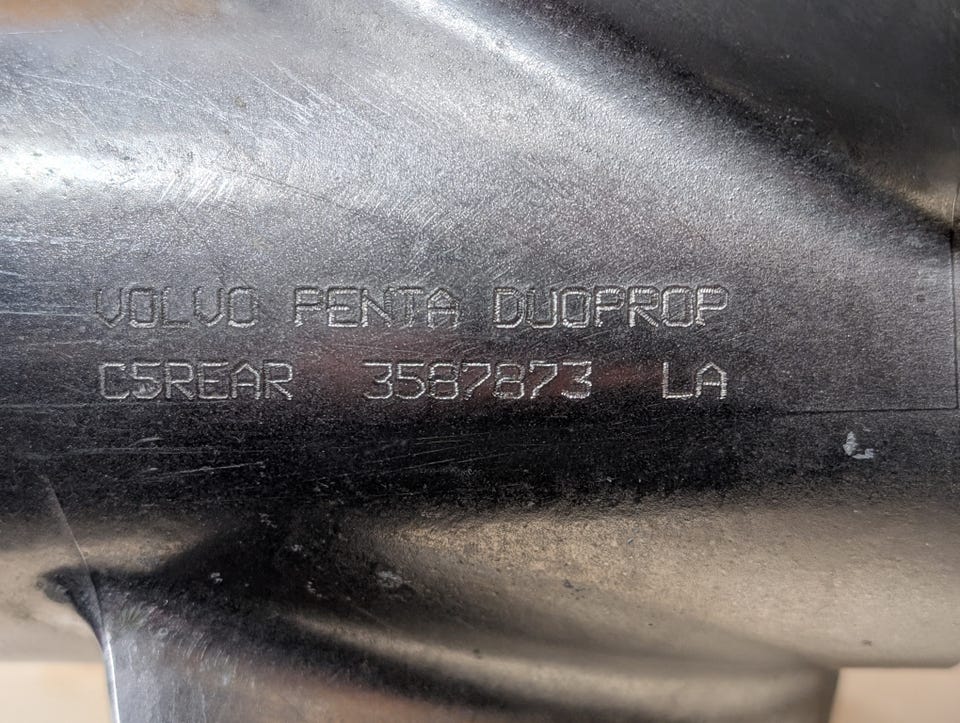 VOLVO PENTA DUOPROP
C5REAR 3587873 LA